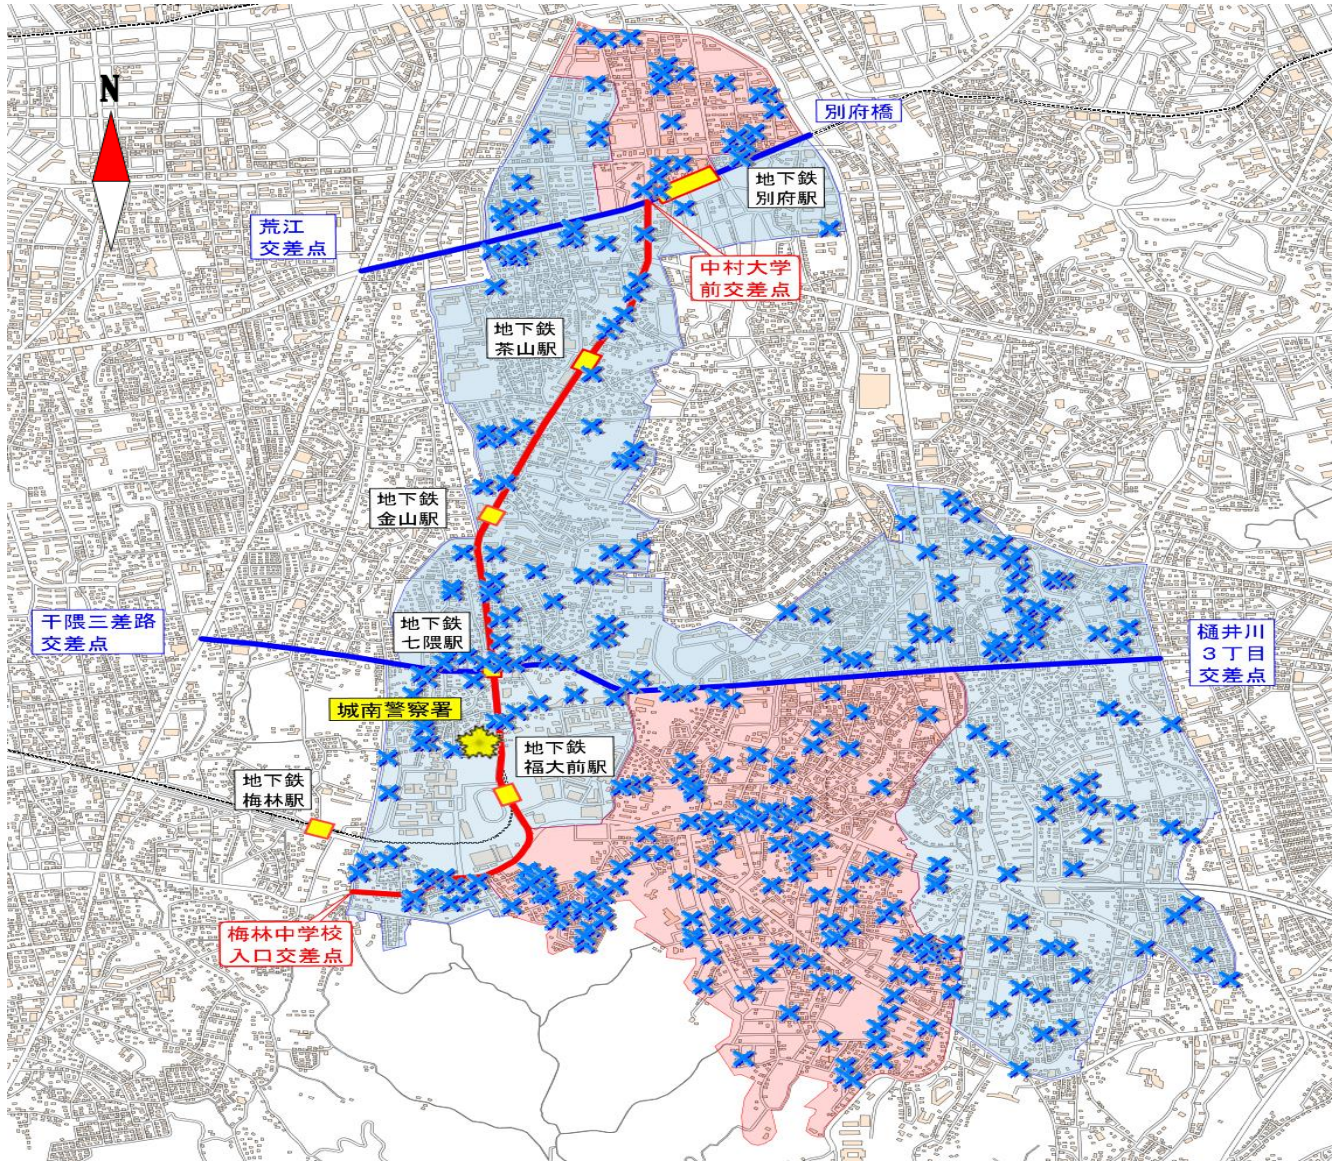 N
別府橋
地下鉄
別府駅
荒江
交差点
中村大学
前交差点
地下鉄
茶山駅
地下鉄
金山駅
干隈三差路
交差点
地下鉄
七隈駅
樋井川
3丁目
交差点
城南警察署
地下鉄
福大前駅
地下鉄
梅林駅
梅林中学校
入口交差点